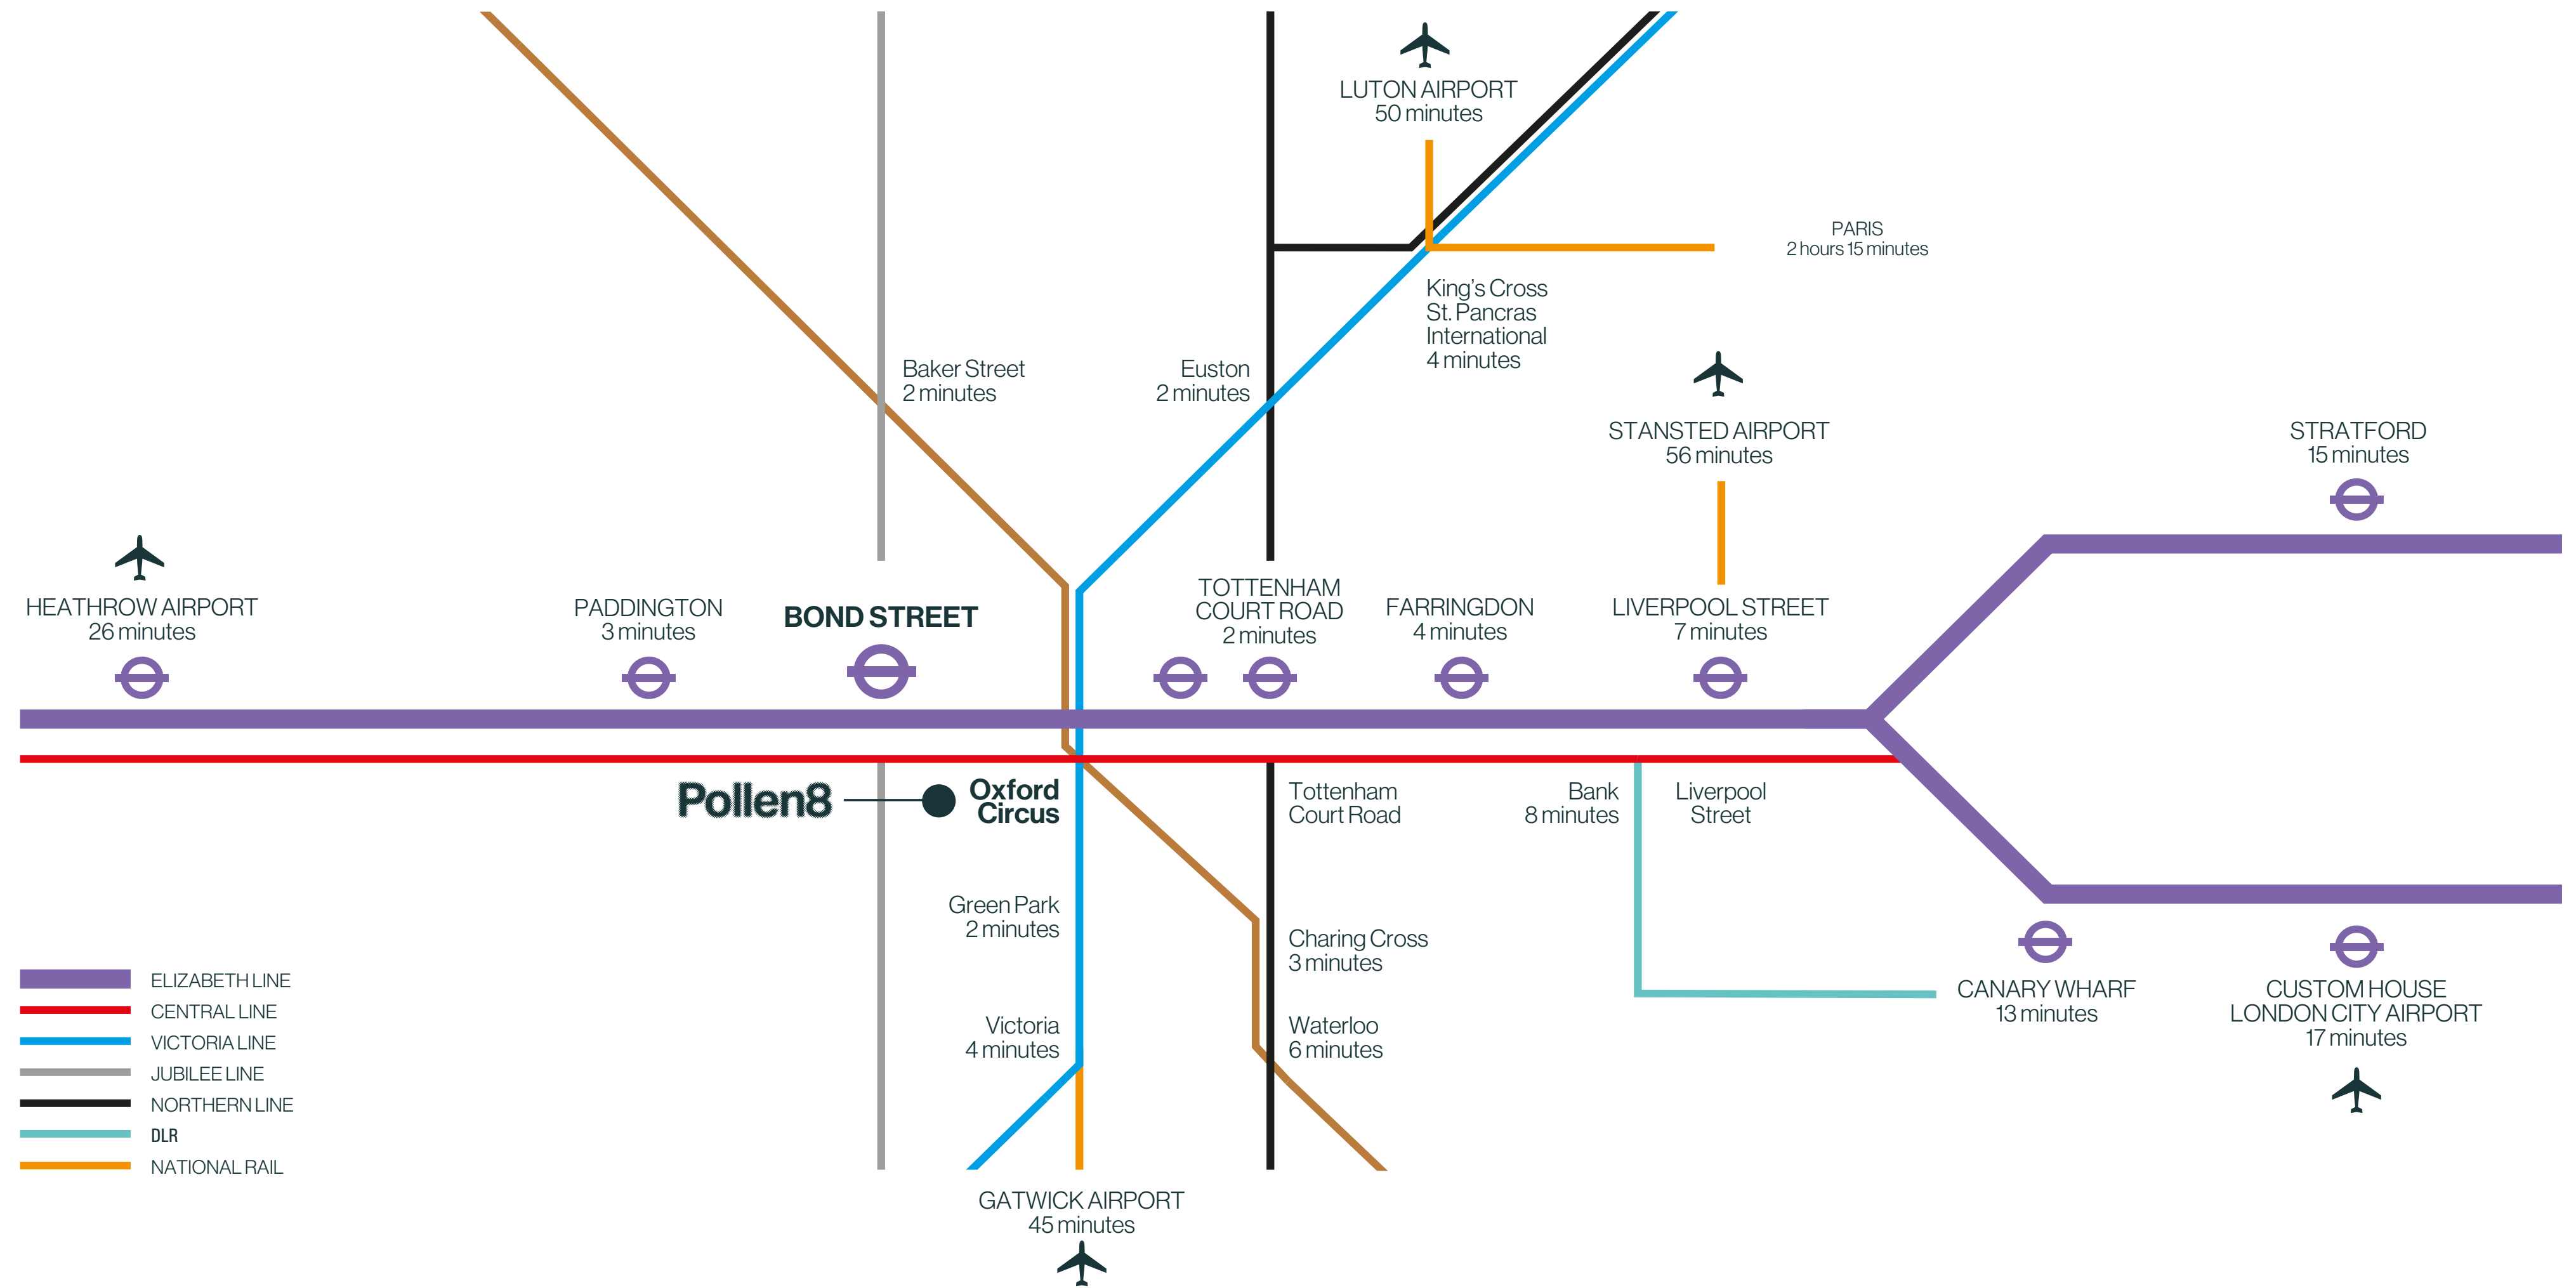 LUTON AIRPORT
50 minutes
PARIS
2 hours 15 minutes
King's Cross
St. Pancras
International
4 minutes
Baker Street
2 minutes
Euston
2 minutes
STANSTED AIRPORT
56 minutes
STRATFORD
15 minutes
HEATHROW AIRPORT
26 minutes
PADDINGTON
3 minutes
BOND STREET
TOTTENHAM
COURT ROAD
2 minutes
FARRINGDON
4 minutes
LIVERPOOL STREET
7 minutes
Pollen8
Oxford
Circus
Tottenham
Court Road
Bank
8 minutes
Liverpool
Street
Green Park
2 minutes
Charing Cross
3 minutes
Victoria
4 minutes
Waterloo
6 minutes
CANARY WHARF
13 minutes
CUSTOM HOUSE
LONDON CITY AIRPORT
17 minutes
ELIZABETH LINE
CENTRAL LINE
VICTORIA LINE
JUBILEE LINE
NORTHERN LINE
DLR
NATIONAL RAIL
GATWICK AIRPORT
45 minutes